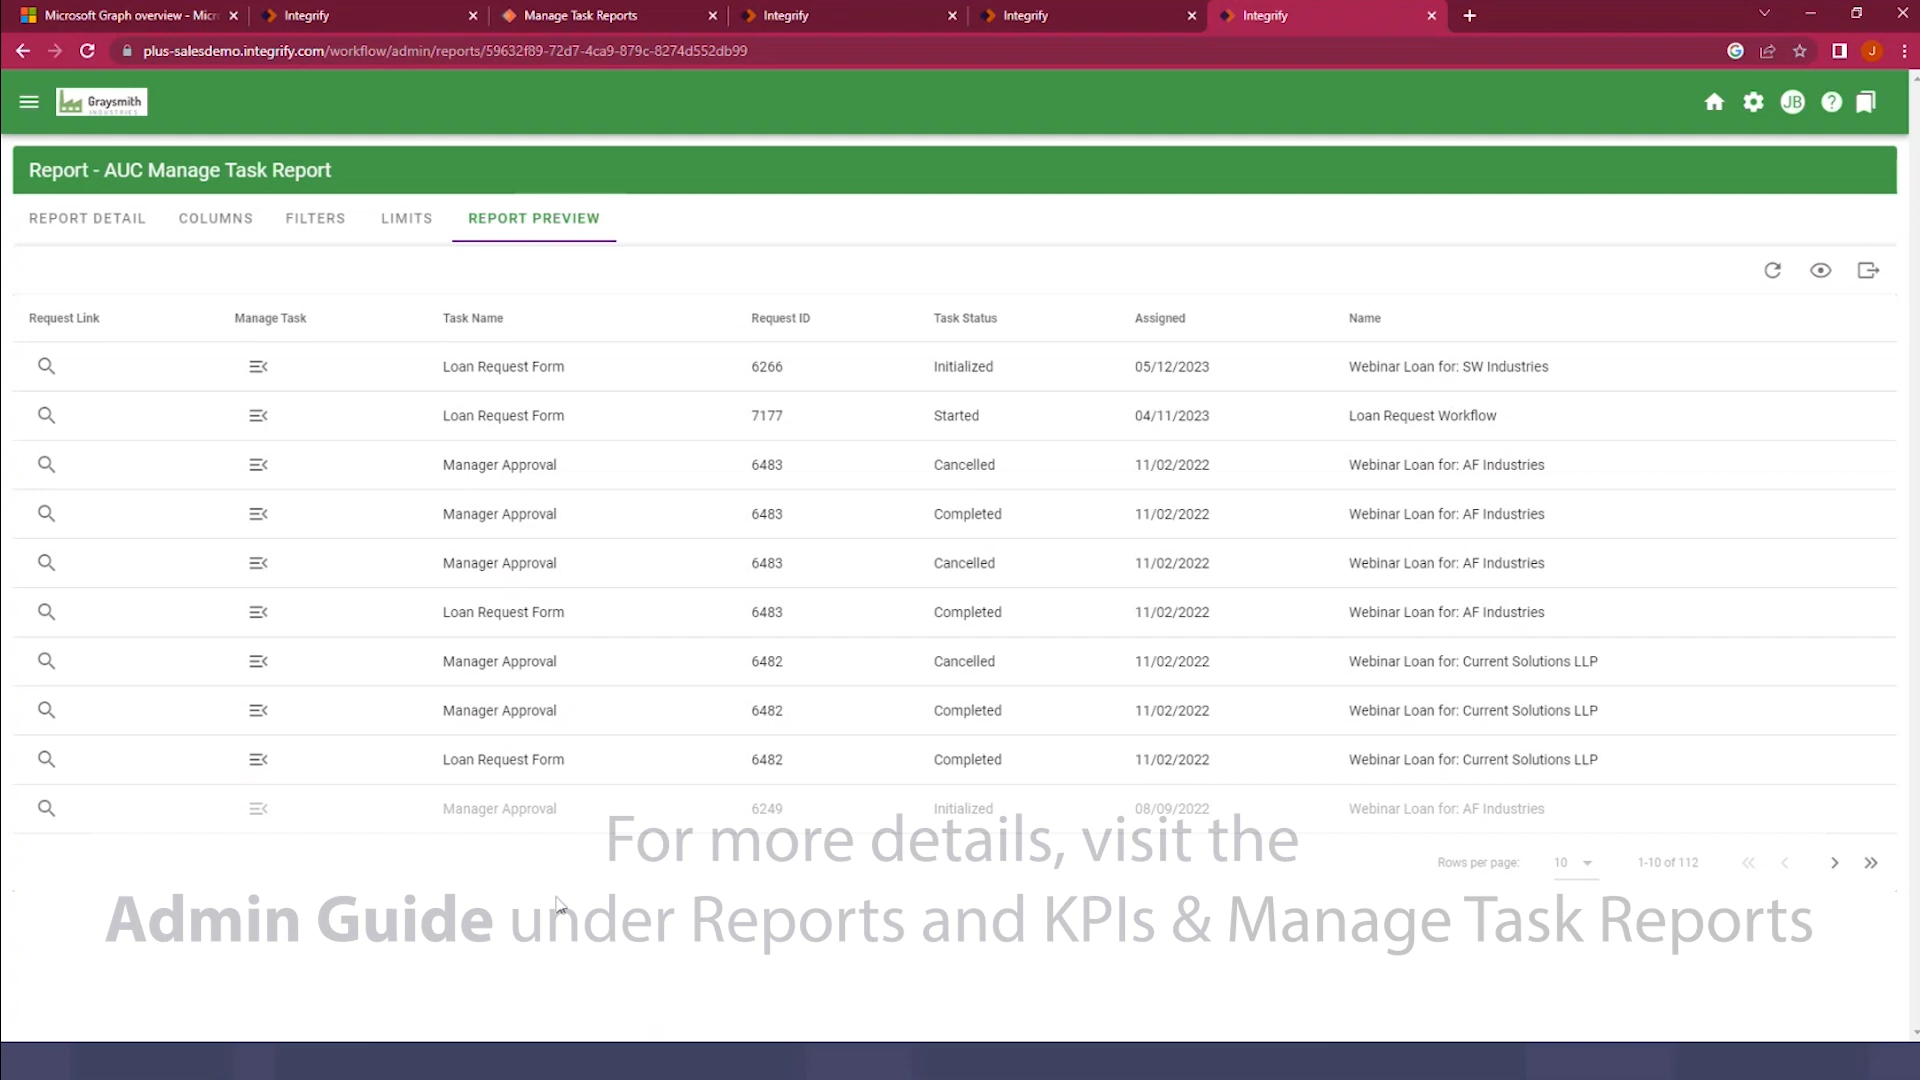 Microsoft Graph overview - Micr
Integrify
Manage Task Reports
Integrify
Integrify
Integrify
plus-salesdemo.integrify.com/workflow/admin/reports/59632f89-72d7-4ca9-879c-8274d552db99
J
Graysmith
INDUSTRIES
JB
Report - AUC Manage Task Report
REPORT DETAIL COLUMNS FILTERS LIMITS REPORT PREVIEW
Request Link Manage Task Task Name Request ID Task Status Assigned Name
Loan Request Form 6266 Initialized 05/12/2023 Webinar Loan for: SW Industries
Loan Request Form 7177 Started 04/11/2023 Loan Request Workflow
Manager Approval 6483 Cancelled 11/02/2022 Webinar Loan for: AF Industries
Manager Approval 6483 Completed 11/02/2022 Webinar Loan for: AF Industries
Manager Approval 6483 Cancelled 11/02/2022 Webinar Loan for: AF Industries
Loan Request Form 6483 Completed 11/02/2022 Webinar Loan for: AF Industries
Manager Approval 6482 Cancelled 11/02/2022 Webinar Loan for: Current Solutions LLP
Manager Approval 6482 Completed 11/02/2022 Webinar Loan for: Current Solutions LLP
Loan Request Form 6482 Completed 11/02/2022 Webinar Loan for: Current Solutions LLP
Manager Approval 6249 Initialized 08/09/2022 Webinar Loan for: AF Industries
For more details, visit the
Rows per page: 10 1-10 of 112
Admin Guide under Reports and KPIs & Manage Task Reports